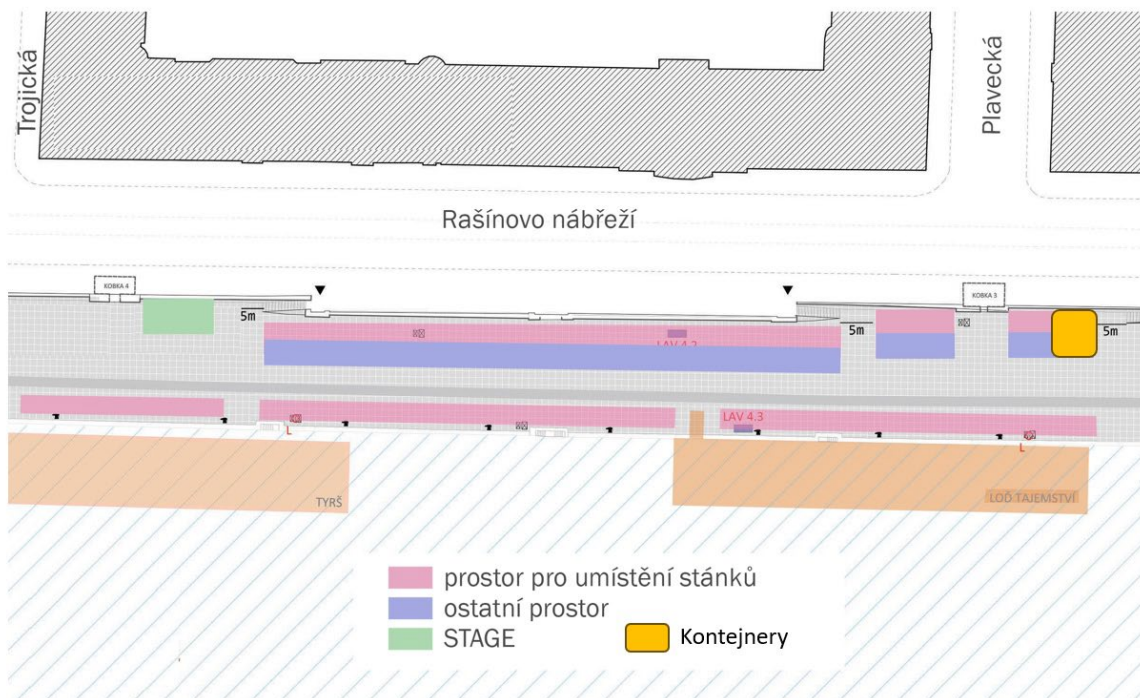 Trojická
Plavecká
Rašínovo nábřeží
KOBKA 4
KOBKA 3
5m
5m
5m
LAV 4.2
LAV 4.3
L
L
TYRŠ
LOĎ TAJEMSTVÍ
prostor pro umístění stánků
ostatní prostor
STAGE
Kontejnery